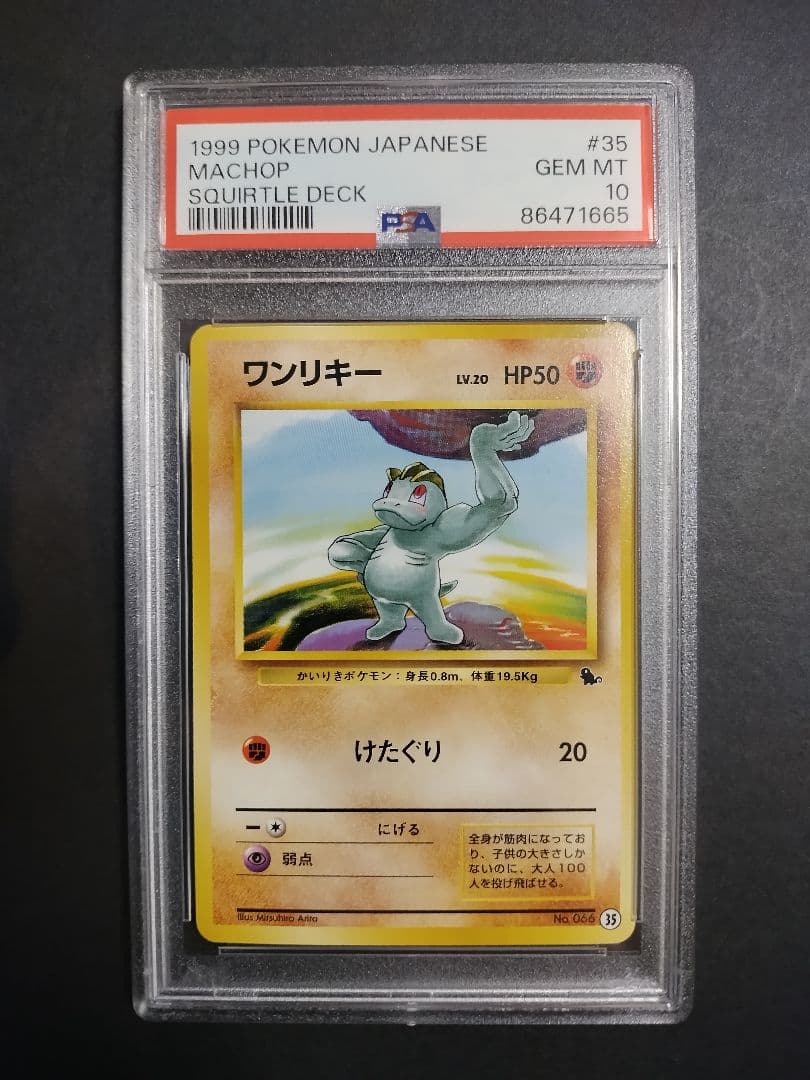 1999 POKEMON JAPANESE #35
MACHOP GEM MT
SQUIRTLE DECK 10
PSA 86471665
ワンリキー LV.20 HP50
かいりきポケモン：身長0.8m、体重19.5Kg
けたぐり 20
にげる
弱点
全身が筋肉になってお
り、子供の大きさしか
ないのに、大人100
人を投げ飛ばせる。
Illus Mitsuhiro Arita No. 066 35